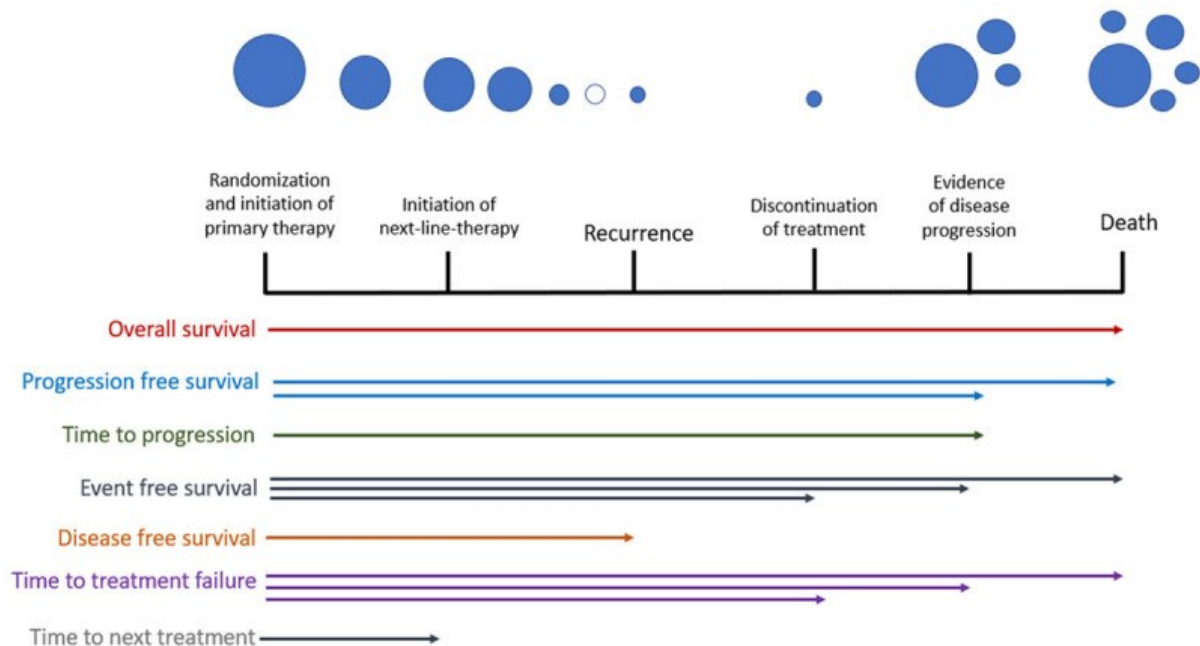 Randomization
and initiation of
primary therapy
Initiation of
next-line-therapy
Recurrence
Discontinuation
of treatment
Evidence
of disease
progression
Death
Overall survival
Progression free survival
Time to progression
Event free survival
Disease free survival
Time to treatment failure
Time to next treatment